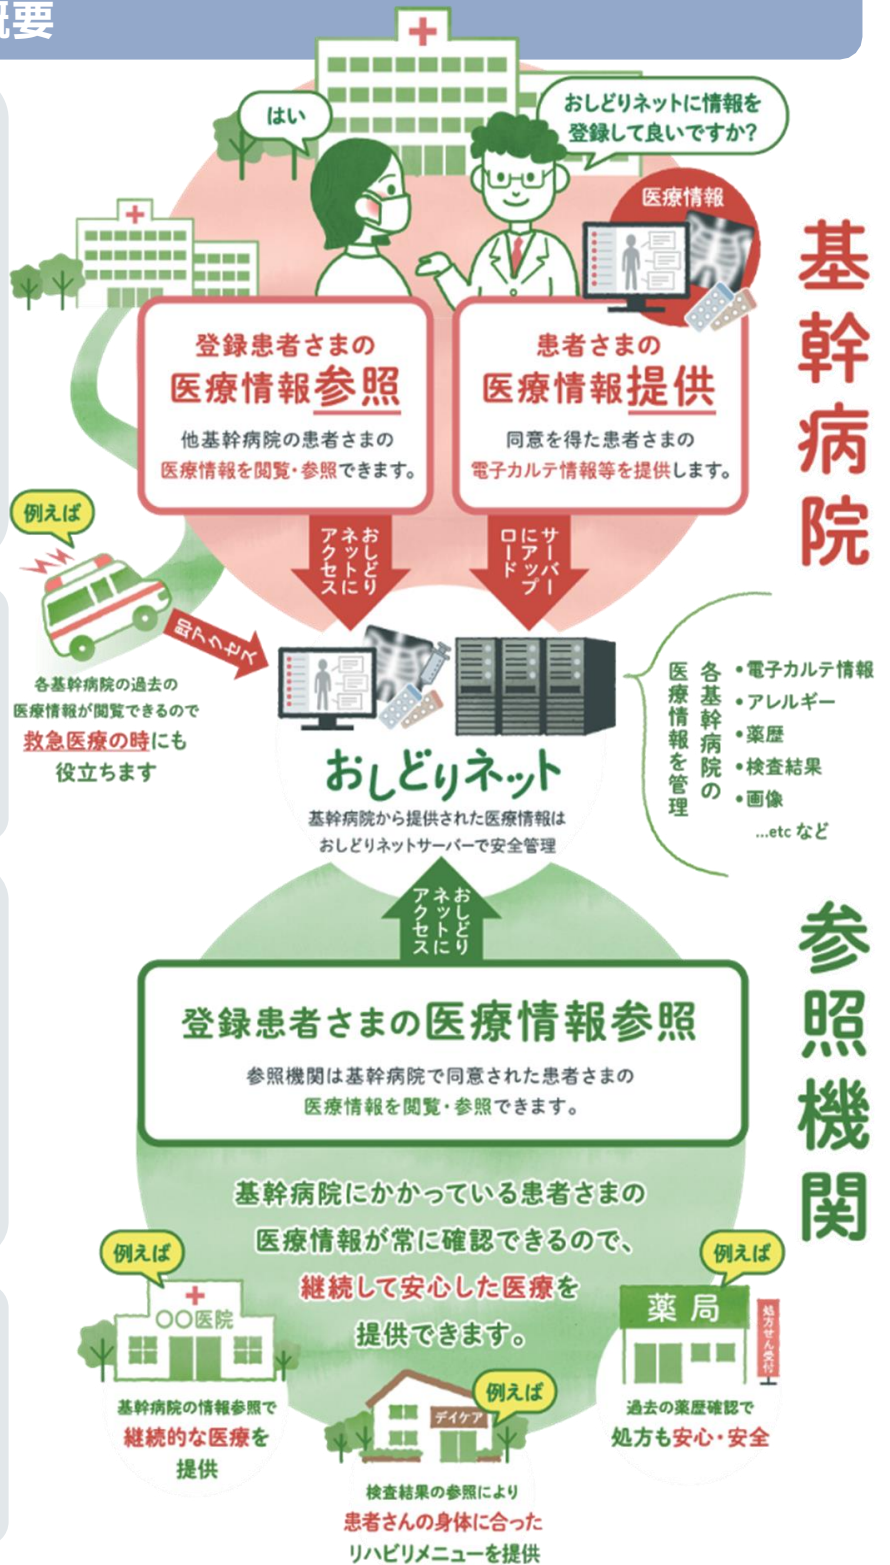 概要
はい
おしどりネットに情報を
登録して良いですか?
医療情報
基幹病院
登録患者さまの
医療情報参照
他基幹病院の患者さまの
医療情報を閲覧・参照できます。
患者さまの
医療情報提供
同意を得た患者さまの
電子カルテ情報等を提供します。
おしどり
ネットに
アクセス
サーバー
にアップ
ロード
例えば
即アクセス
各基幹病院の過去の
医療情報が閲覧できるので
救急医療の時にも
役立ちます
各基幹病院の
医療情報を管理
•電子カルテ情報
•アレルギー
•薬歴
•検査結果
•画像
...etc など
おしどりネット
基幹病院から提供された医療情報は
おしどりネットサーバーで安全管理
おしどり
ネットに
アクセス
参照機関
登録患者さまの医療情報参照
参照機関は基幹病院で同意された患者さまの
医療情報を閲覧・参照できます。
基幹病院にかかっている患者さまの
医療情報が常に確認できるので、
継続して安心した医療を
提供できます。
例えば
〇〇医院
基幹病院の情報参照で
継続的な医療を
提供
例えば
デイケア
検査結果の参照により
患者さんの身体に合った
リハビリメニューを提供
例えば
薬局
処方せん受付
過去の薬歴確認で
処方も安心・安全